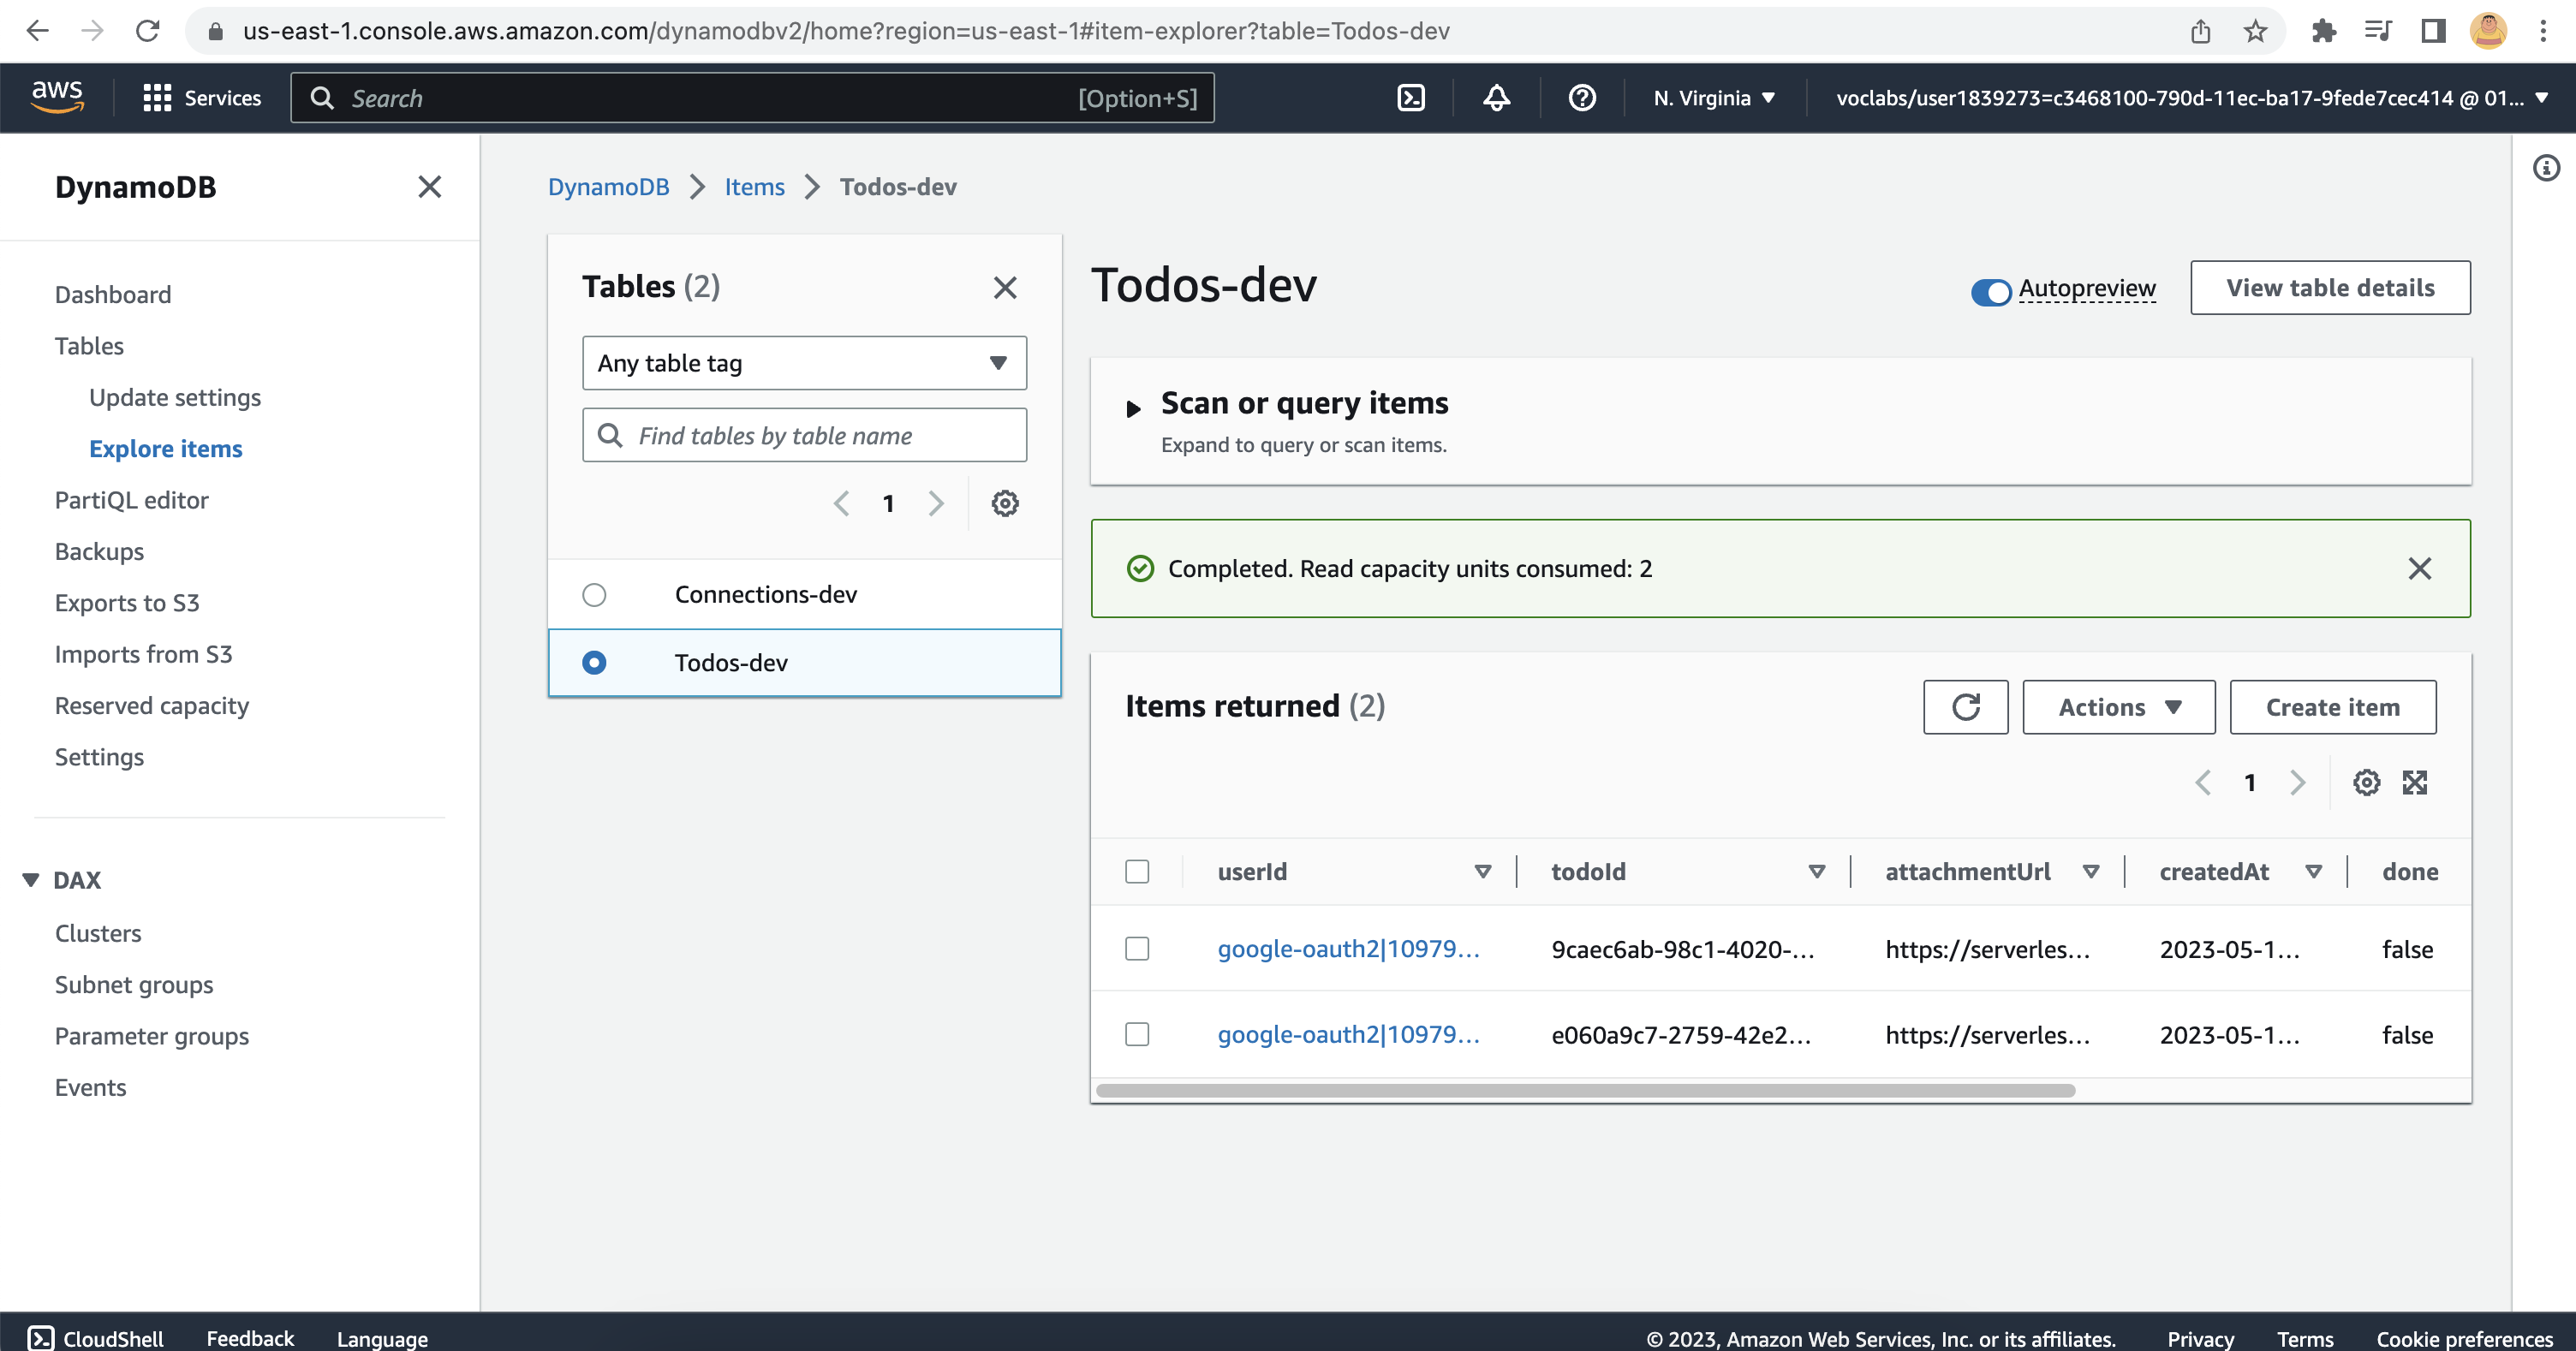 us-east-1.console.aws.amazon.com/dynamodbv2/home?region=us-east-1#item-explorer?table=Todos-dev
aws
Services
Search
[Option+S]
N. Virginia
voclabs/user1839273=c3468100-790d-11ec-ba17-9fede7cec414 @ 01...
DynamoDB
Dashboard
Tables
Update settings
Explore items
PartiQL editor
Backups
Exports to S3
Imports from S3
Reserved capacity
Settings
DAX
Clusters
Subnet groups
Parameter groups
Events
DynamoDB
Items
Todos-dev
Tables (2)
Any table tag
Find tables by table name
1
Connections-dev
Todos-dev
Todos-dev
Autopreview
View table details
Scan or query items
Expand to query or scan items.
Completed. Read capacity units consumed: 2
Items returned (2)
Actions
Create item
1
userId todoId attachmentUrl createdAt done
google-oauth2|10979... 9caec6ab-98c1-4020-... https://serverles... 2023-05-1... false
google-oauth2|10979... e060a9c7-2759-42e2... https://serverles... 2023-05-1... false
CloudShell Feedback Language © 2023, Amazon Web Services, Inc. or its affiliates. Privacy Terms Cookie preferences